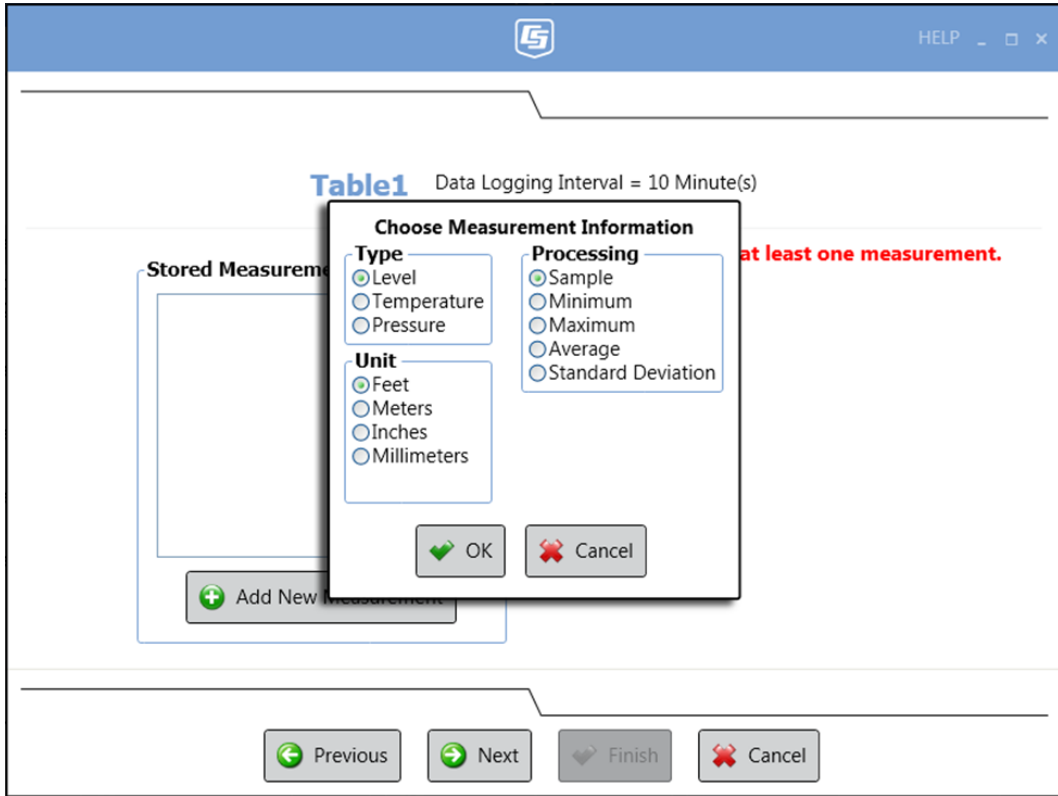 HELP
Table1 Data Logging Interval = 10 Minute(s)
at least one measurement.
Choose Measurement Information
Stored
Type
Level
Temperature
Pressure
Unit
Feet
Meters
Inches
Millimeters
Processing
Sample
Minimum
Maximum
Average
Standard Deviation
OK Cancel
Add New Measurement
Previous Next Finish Cancel